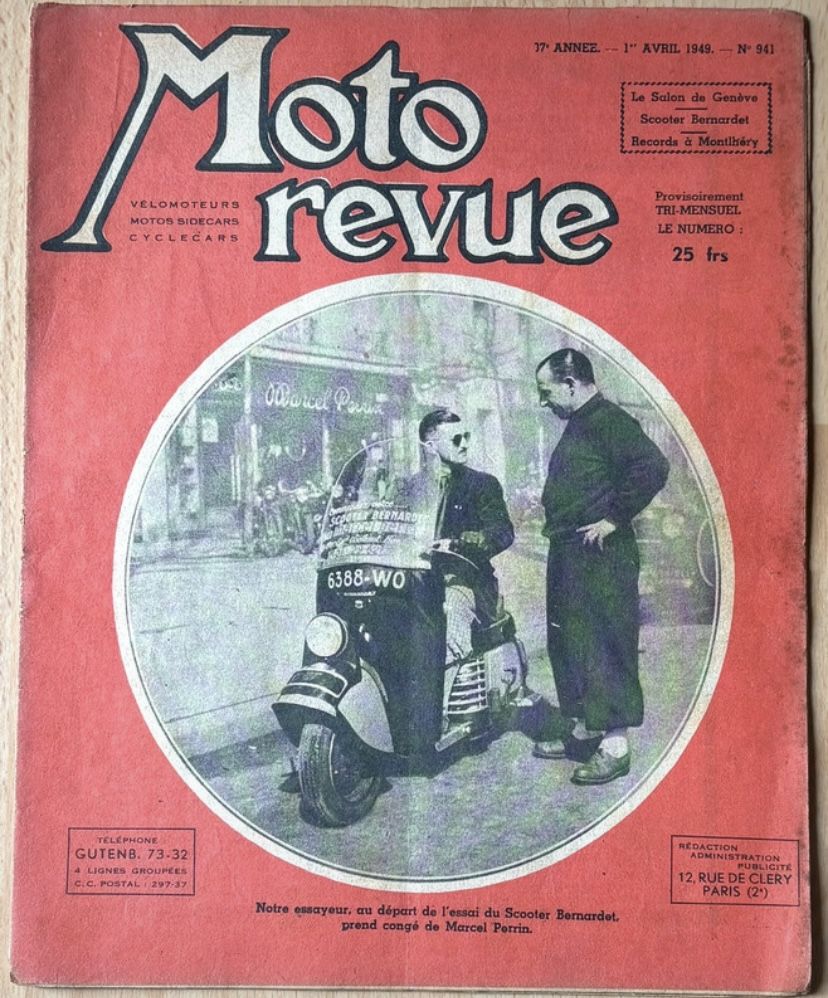 37e ANNEE. — 1er AVRIL 1949. — No 941
Moto
revue
Le Salon de Genève
Scooter Bernardet
Records à Montlhéry
VÉLOMOTEURS
MOTOS SIDECARS
CYCLECARS
Provisoirement
TRI-MENSUEL
LE NUMERO :
25 frs
Marcel Perrin
SCOOTER BERNARDET
6388-WO
TÉLÉPHONE
GUTENB. 73-32
4 LIGNES GROUPÉES
C.C. POSTAL : 297-37
RÉDACTION
ADMINISTRATION
PUBLICITÉ
12, RUE DE CLERY
PARIS (2e)
Notre essayeur, au départ de l'essai du Scooter Bernardet,
prend congé de Marcel Perrin.